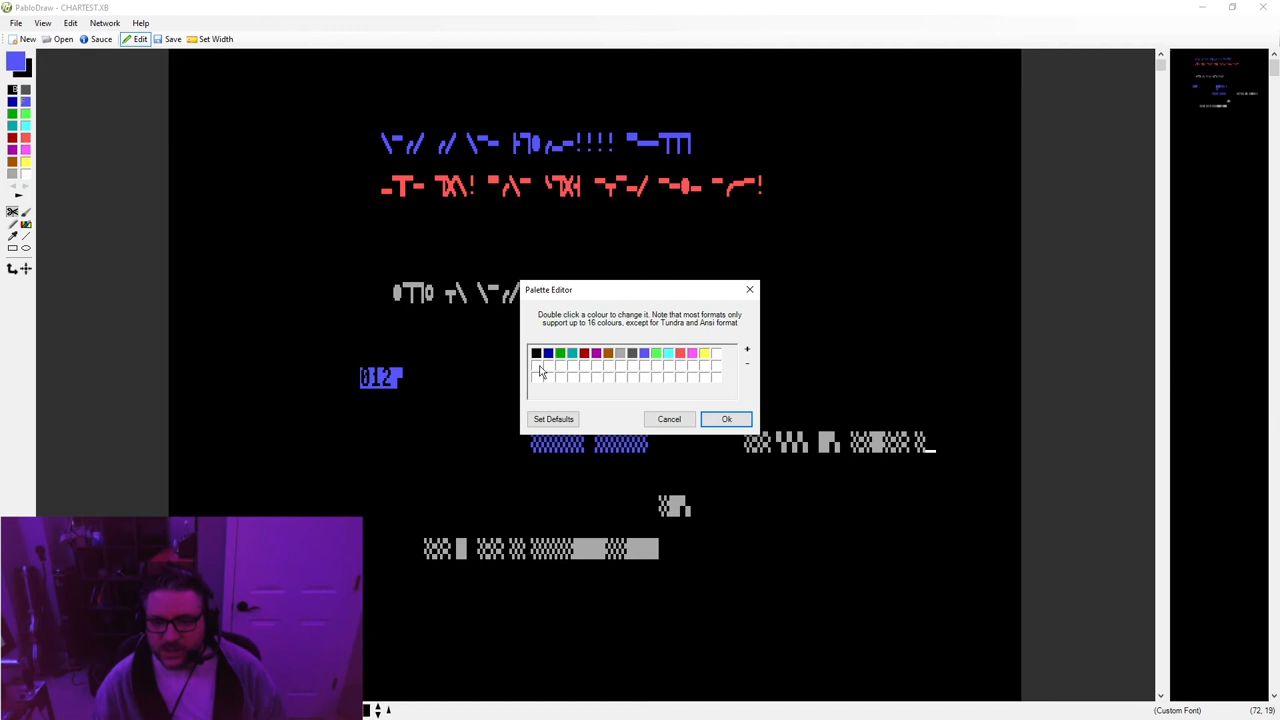 PabloDraw - CHARTEST.XB
File View Edit Network Help
New Open Sauce Edit Save Set Width
Palette Editor
Double click a colour to change it. Note that most formats only
support up to 16 colours, except for Tundra and Ansi format
+
-
Set Defaults Cancel Ok
012
(Custom Font) (72, 19)